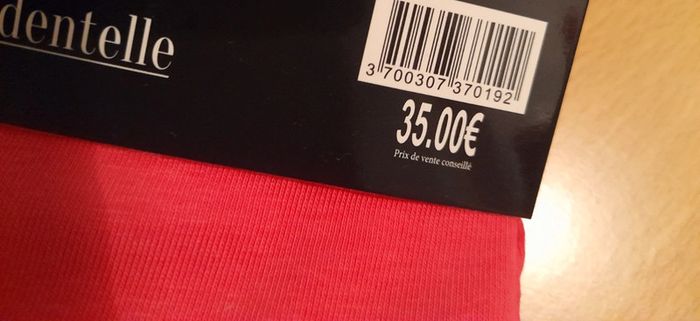 dentelle
3 700307 370192
35.00€
Prix de vente conseillé